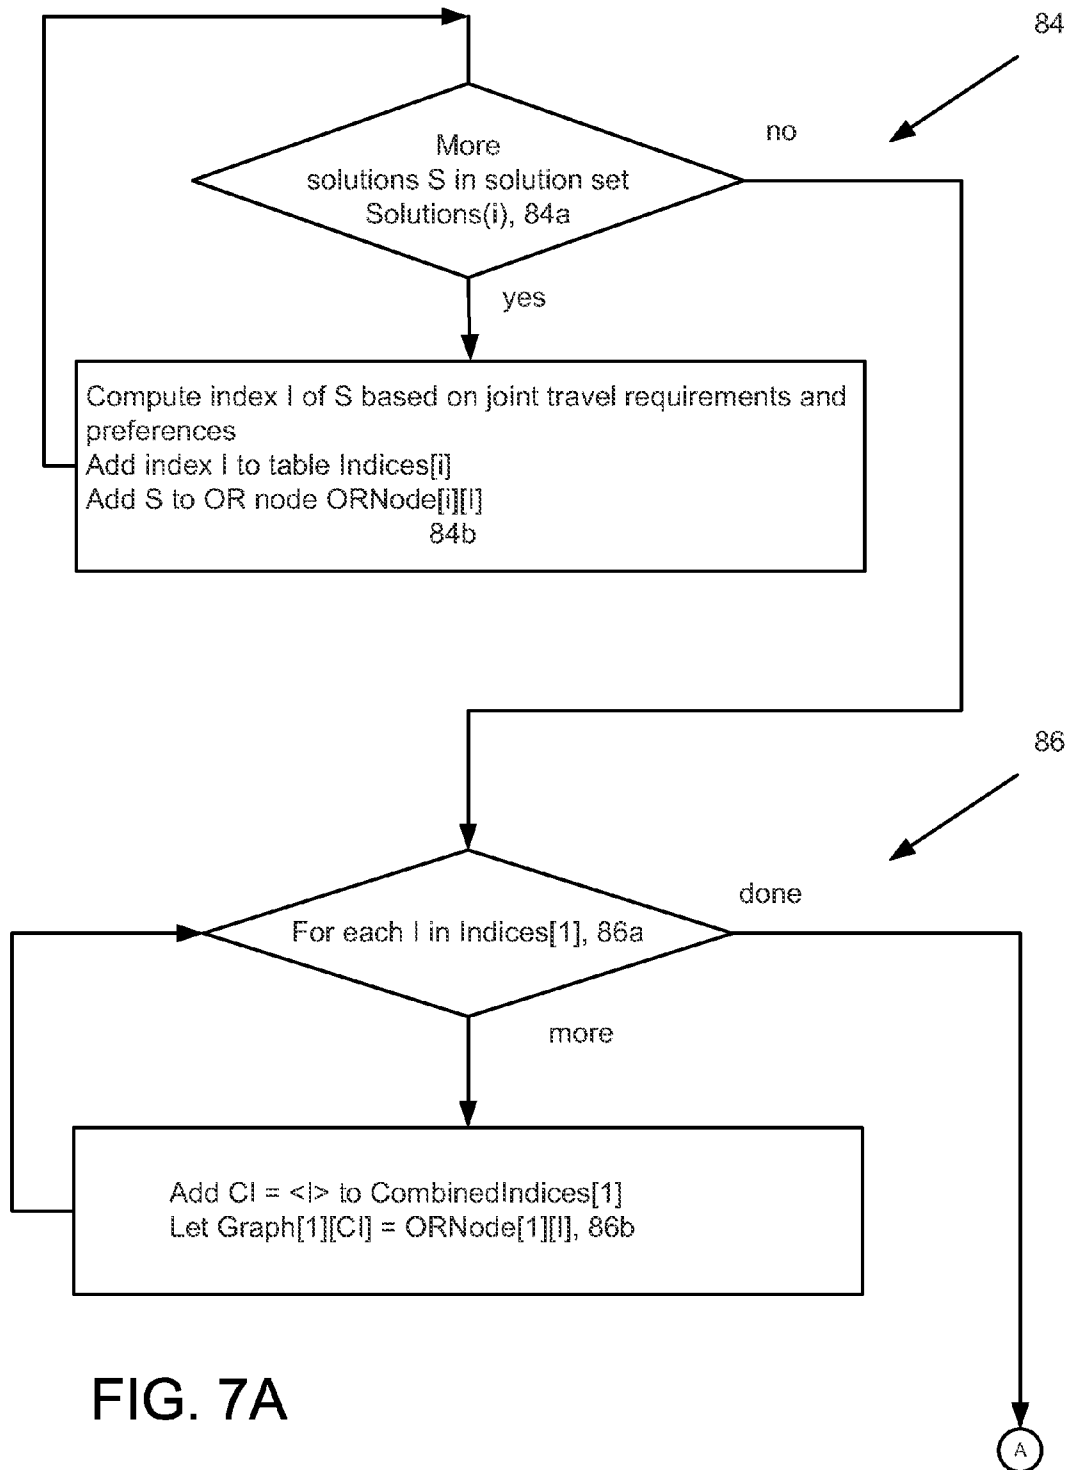 84
no
More
solutions S in solution set
Solutions(i), 84a
yes
Compute index I of S based on joint travel requirements and
preferences
Add index I to table Indices[i]
Add S to OR node ORNode[i][I]
84b
86
done
For each I in Indices[1], 86a
more
Add CI = <I> to CombinedIndices[1]
Let Graph[1][CI] = ORNode[1][I], 86b
FIG. 7A
A